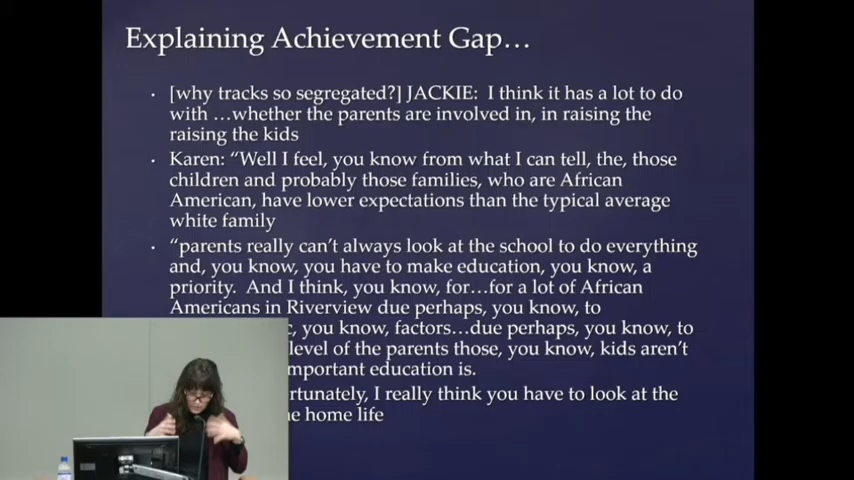 Explaining Achievement Gap…
[why tracks so segregated?] JACKIE: I think it has a lot to do
with …whether the parents are involved in, in raising the
raising the kids
Karen: "Well I feel, you know from what I can tell, the, those
children and probably those families, who are African
American, have lower expectations than the typical average
white family
"parents really can't always look at the school to do everything
and, you know, you have to make education, you know, a
priority. And I think, you know, for…for a lot of African
Americans in Riverview due perhaps, you know, to
, you know, factors…due perhaps, you know, to
level of the parents those, you know, kids aren't
education is.
I really think you have to look at the
home life